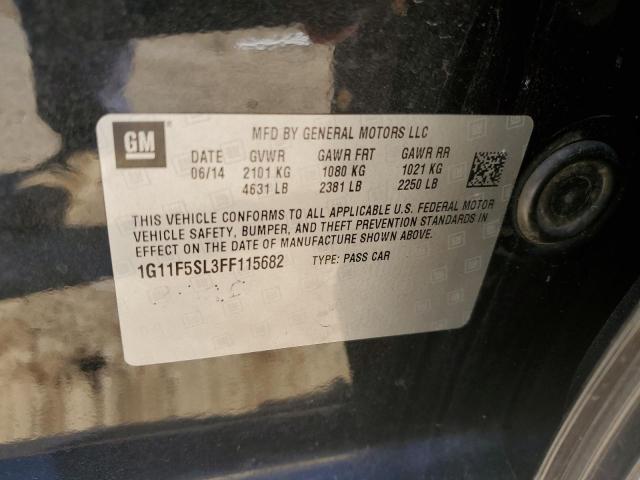 GM
MFD BY GENERAL MOTORS LLC
DATE GVWR GAWR FRT GAWR RR
06/14 2101 KG 1080 KG 1021 KG
4631 LB 2381 LB 2250 LB
THIS VEHICLE CONFORMS TO ALL APPLICABLE U.S. FEDERAL MOTOR
VEHICLE SAFETY, BUMPER, AND THEFT PREVENTION STANDARDS IN
EFFECT ON THE DATE OF MANUFACTURE SHOWN ABOVE.
1G11F5SL3FF115682 TYPE: PASS CAR